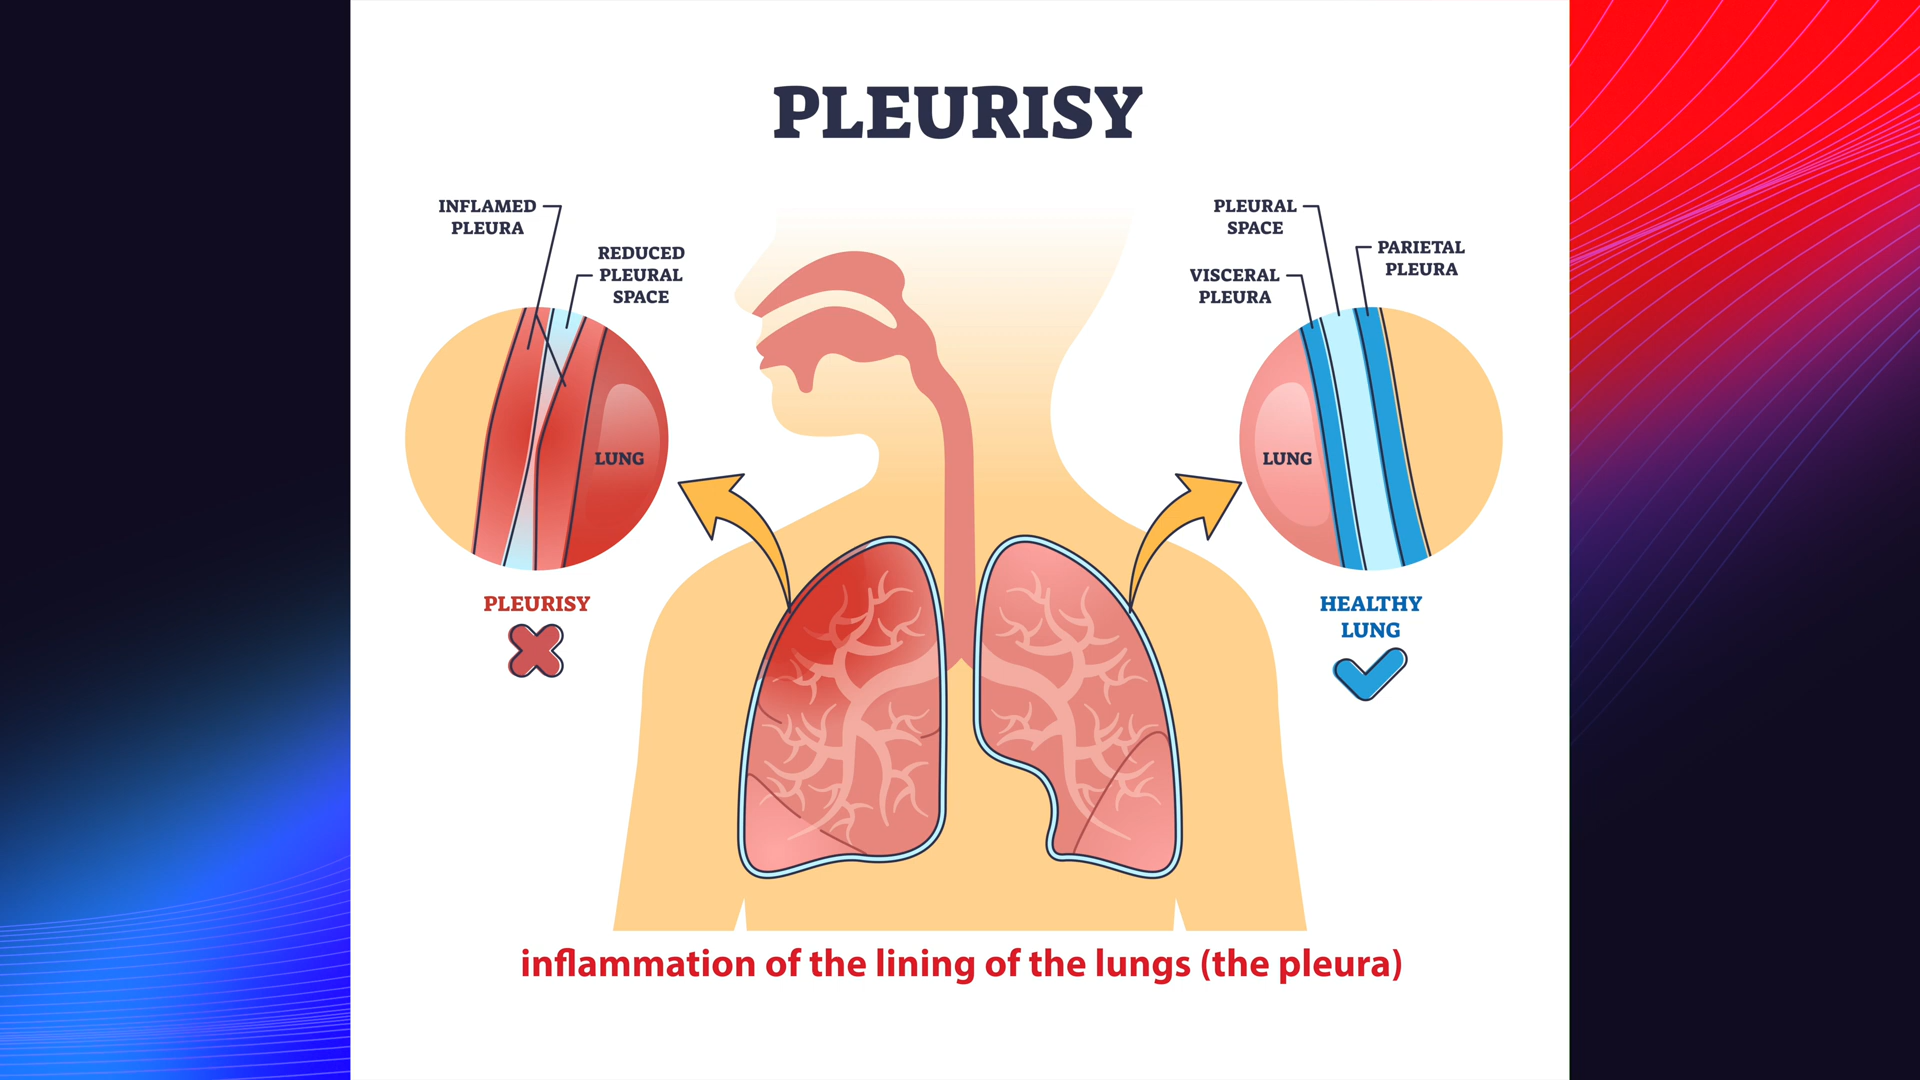 PLEURISY
INFLAMED
PLEURA
REDUCED
PLEURAL
SPACE
LUNG
PLEURISY
PLEURAL
SPACE
PARIETAL
PLEURA
VISCERAL
PLEURA
LUNG
HEALTHY
LUNG
inflammation of the lining of the lungs (the pleura)